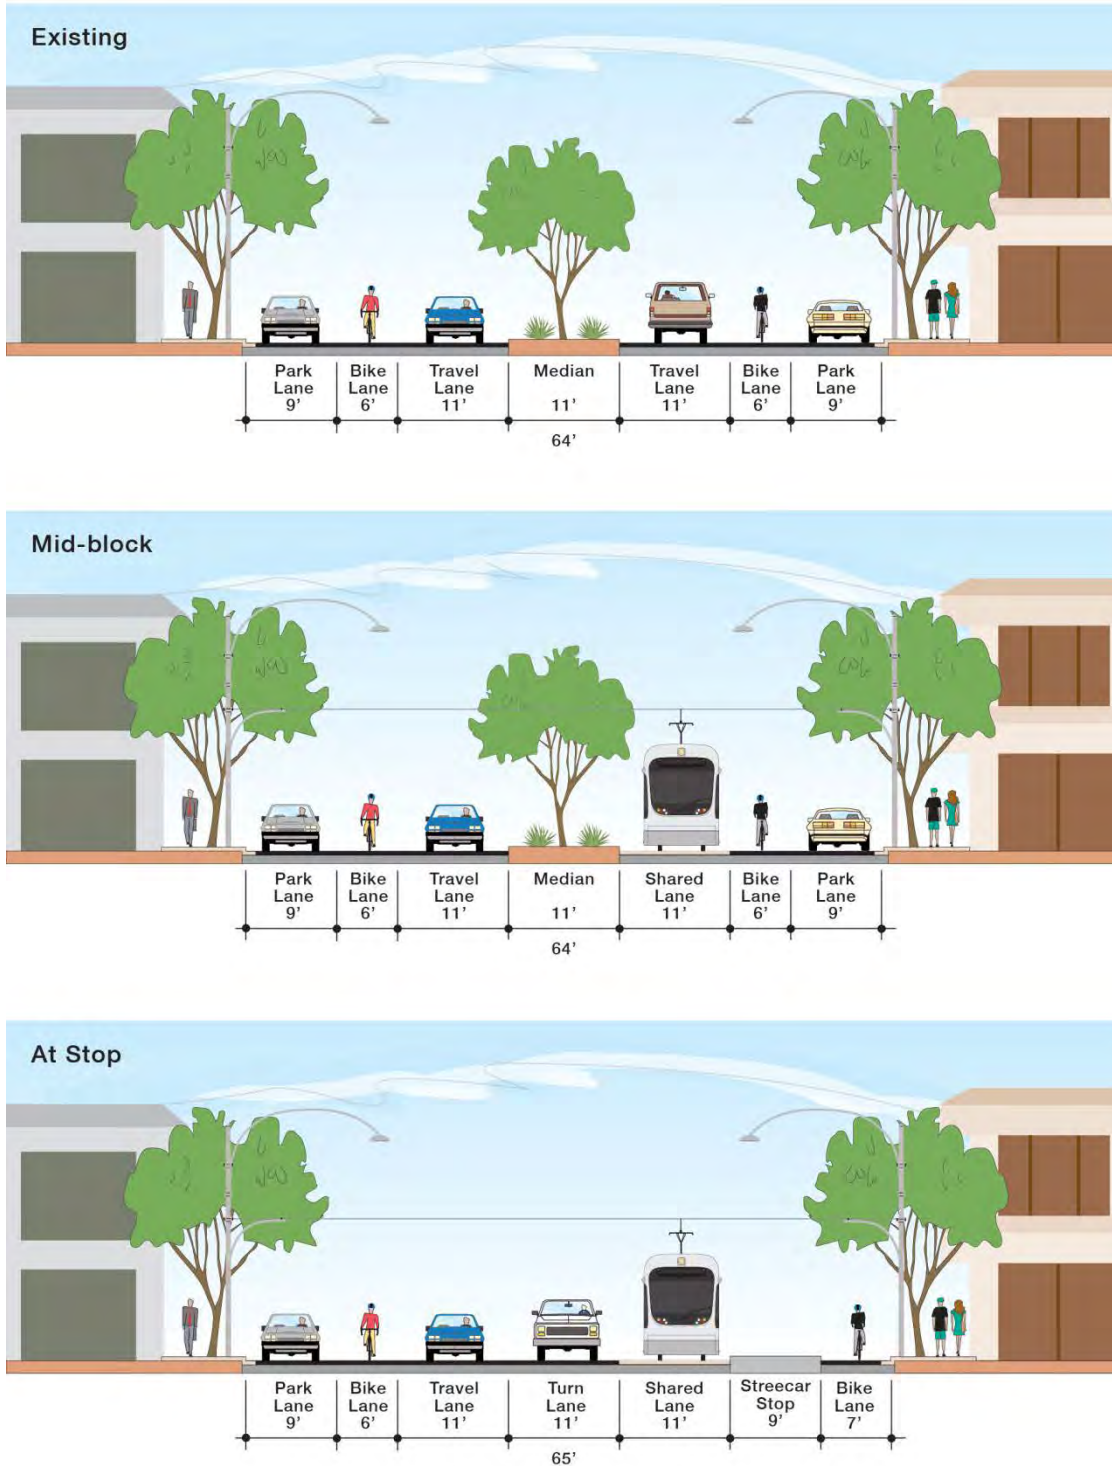 Existing
Park Bike Travel Median Travel Bike Park
Lane Lane Lane Lane Lane Lane
9' 6' 11' 11' 11' 6' 9'
64'
Mid-block
Park Bike Travel Median Shared Bike Park
Lane Lane Lane Lane Lane Lane
9' 6' 11' 11' 11' 6' 9'
64'
At Stop
Park Bike Travel Turn Shared Streecar Bike
Lane Lane Lane Lane Lane Stop Lane
9' 6' 11' 11' 11' 9' 7'
65'